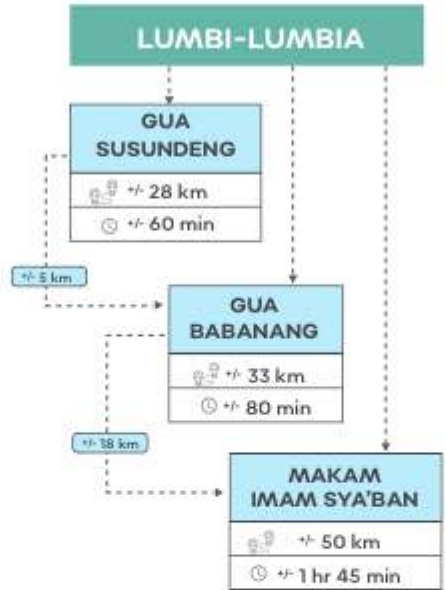 LUMBI-LUMBIA
GUA
SUSUNDENG
+/- 28 km
+/- 60 min
+/- 5 km
GUA
BABANANG
+/- 33 km
+/- 80 min
+/- 18 km
MAKAM
IMAM SYA'BAN
+/- 50 km
+/- 1 hr 45 min